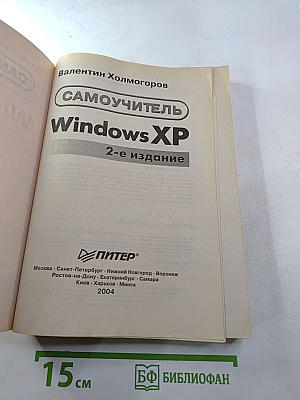 Валентин Холмогоров
САМОУЧИТЕЛЬ
Windows XP
2-е издание
ПИТЕР®
Москва · Санкт-Петербург · Нижний Новгород · Воронеж
Ростов-на-Дону · Екатеринбург · Самара
Киев · Харьков · Минск
2004
15 см
БФ БИБЛИОФАН